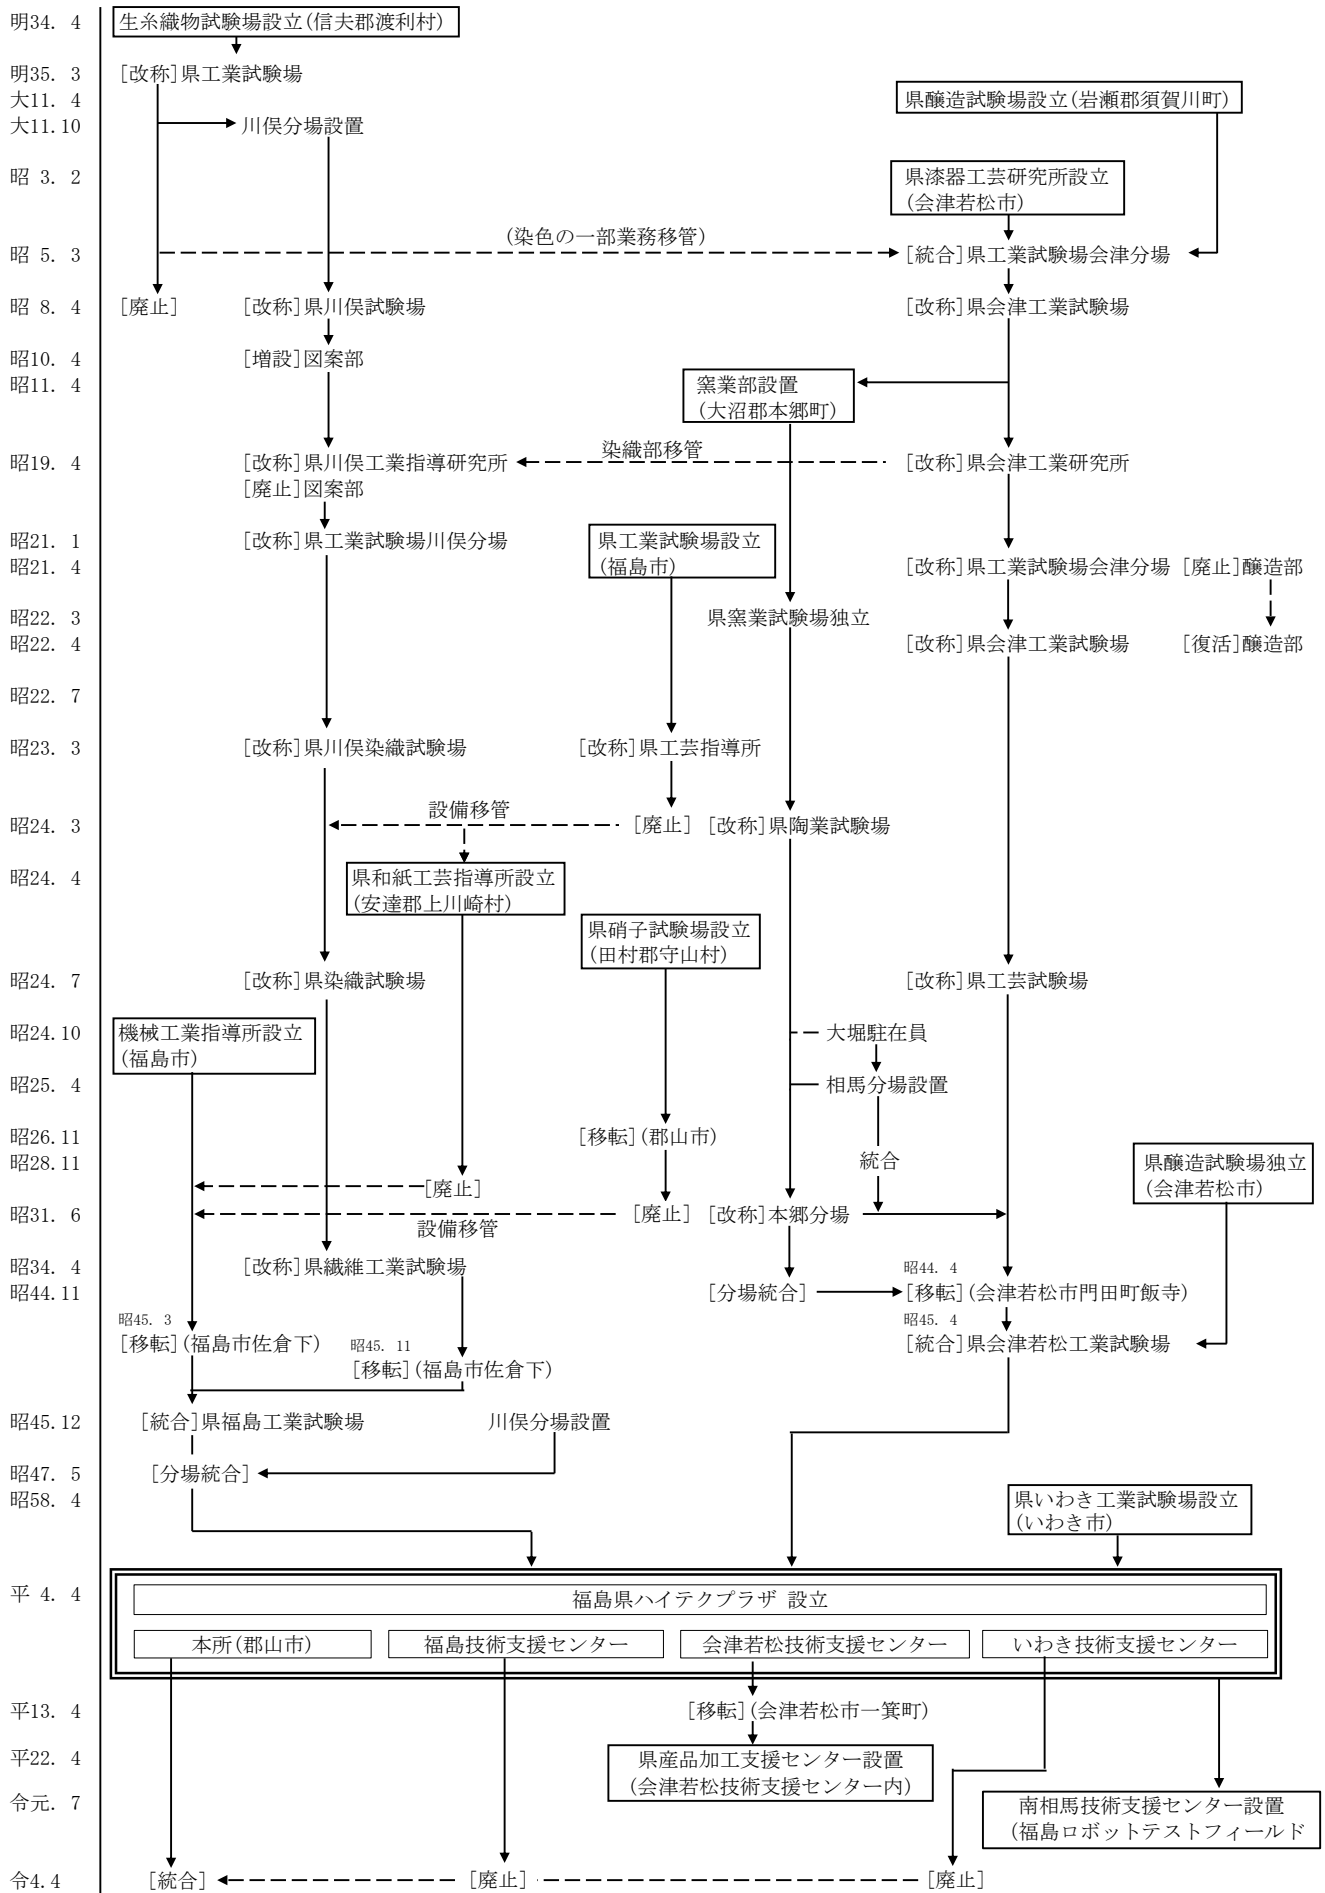 明34. 4
生糸織物試験場設立(信夫郡渡利村)
明35. 3
[改称]県工業試験場
大11. 4
県醸造試験場設立(岩瀬郡須賀川町)
大11.10
川俣分場設置
昭 3. 2
県漆器工芸研究所設立
(会津若松市)
(染色の一部業務移管)
昭 5. 3
[統合]県工業試験場会津分場
昭 8. 4
[廃止]
[改称]県川俣試験場
[改称]県会津工業試験場
昭10. 4
[増設]図案部
昭11. 4
窯業部設置
(大沼郡本郷町)
染織部移管
昭19. 4
[改称]県川俣工業指導研究所
[改称]県会津工業研究所
[廃止]図案部
昭21. 1
[改称]県工業試験場川俣分場
県工業試験場設立
(福島市)
昭21. 4
[改称]県工業試験場会津分場
[廃止]醸造部
昭22. 3
県窯業試験場独立
昭22. 4
[改称]県会津工業試験場
[復活]醸造部
昭22. 7
昭23. 3
[改称]県川俣染織試験場
[改称]県工芸指導所
設備移管
昭24. 3
[廃止]
[改称]県陶業試験場
昭24. 4
県和紙工芸指導所設立
(安達郡上川崎村)
県硝子試験場設立
(田村郡守山村)
昭24. 7
[改称]県染織試験場
[改称]県工芸試験場
昭24.10
機械工業指導所設立
(福島市)
大堀駐在員
昭25. 4
相馬分場設置
昭26.11
[移転](郡山市)
昭28.11
統合
県醸造試験場独立
(会津若松市)
[廃止]
昭31. 6
[廃止]
[改称]本郷分場
設備移管
昭34. 4
[改称]県繊維工業試験場
昭44. 4
昭44.11
[分場統合]
[移転](会津若松市門田町飯寺)
昭45. 3
[移転](福島市佐倉下)
昭45. 4
[統合]県会津若松工業試験場
昭45. 11
[移転](福島市佐倉下)
昭45.12
[統合]県福島工業試験場
川俣分場設置
昭47. 5
[分場統合]
昭58. 4
県いわき工業試験場設立
(いわき市)
平 4. 4
福島県ハイテクプラザ 設立
本所(郡山市)
福島技術支援センター
会津若松技術支援センター
いわき技術支援センター
平13. 4
[移転](会津若松市一箕町)
平22. 4
県産品加工支援センター設置
(会津若松技術支援センター内)
令元. 7
南相馬技術支援センター設置
(福島ロボットテストフィールド
令4.4
[統合]
[廃止]
[廃止]